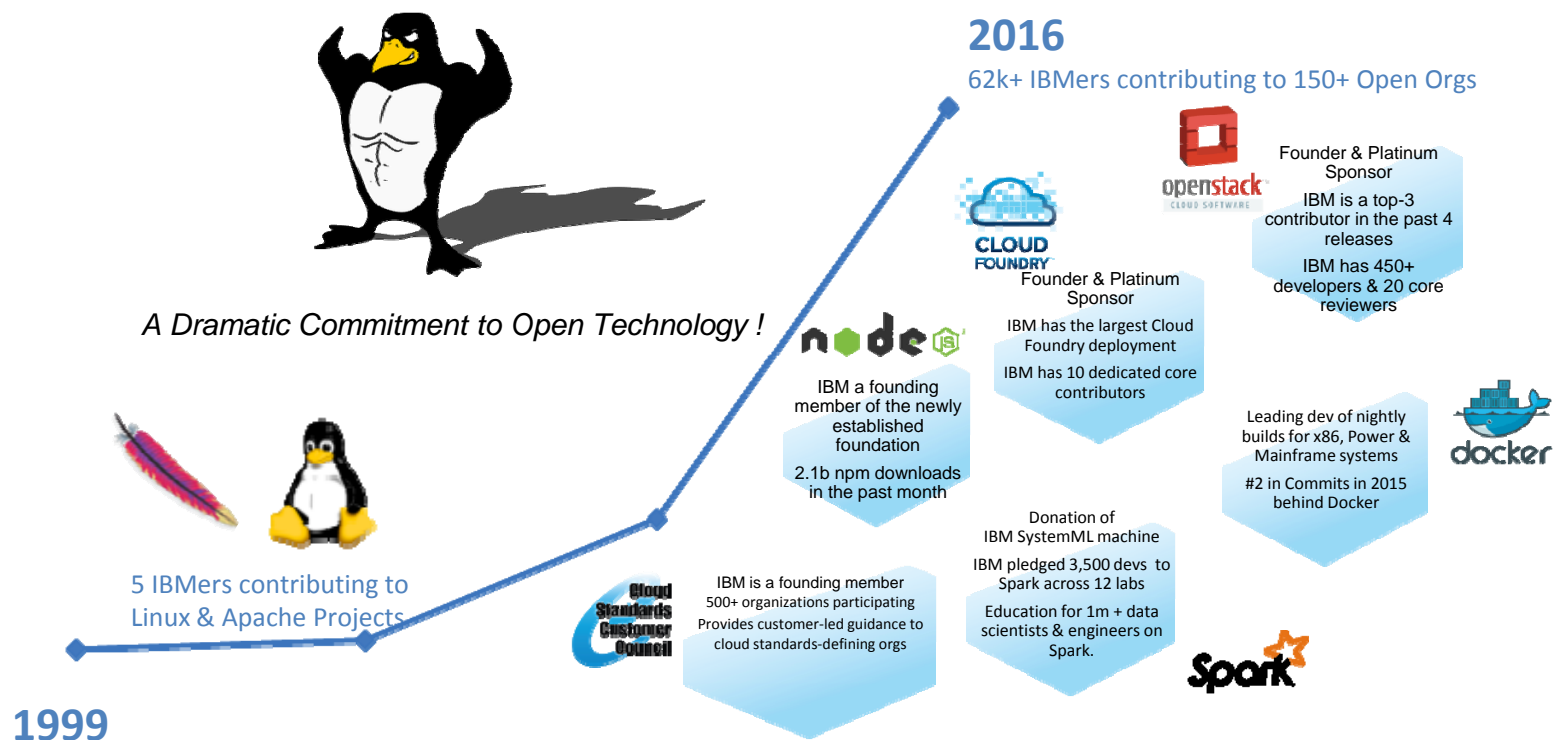 2016
62k+ IBMers contributing to 150+ Open Orgs
openstack
CLOUD SOFTWARE
Founder & Platinum
Sponsor
IBM is a top-3
contributor in the past 4
releases
IBM has 450+
developers & 20 core
reviewers
CLOUD
FOUNDRY
Founder & Platinum
Sponsor
IBM has the largest Cloud
Foundry deployment
IBM has 10 dedicated core
contributors
A Dramatic Commitment to Open Technology !
node
JS
IBM a founding
member of the newly
established
foundation
2.1b npm downloads
in the past month
Leading dev of nightly
builds for x86, Power &
Mainframe systems
#2 in Commits in 2015
behind Docker
docker
5 IBMers contributing to
Linux & Apache Projects
Cloud
Standards
Customer
Council
IBM is a founding member
500+ organizations participating
Provides customer-led guidance to
cloud standards-defining orgs
Donation of
IBM SystemML machine
IBM pledged 3,500 devs to
Spark across 12 labs
Education for 1m + data
scientists & engineers on
Spark.
Spark
1999